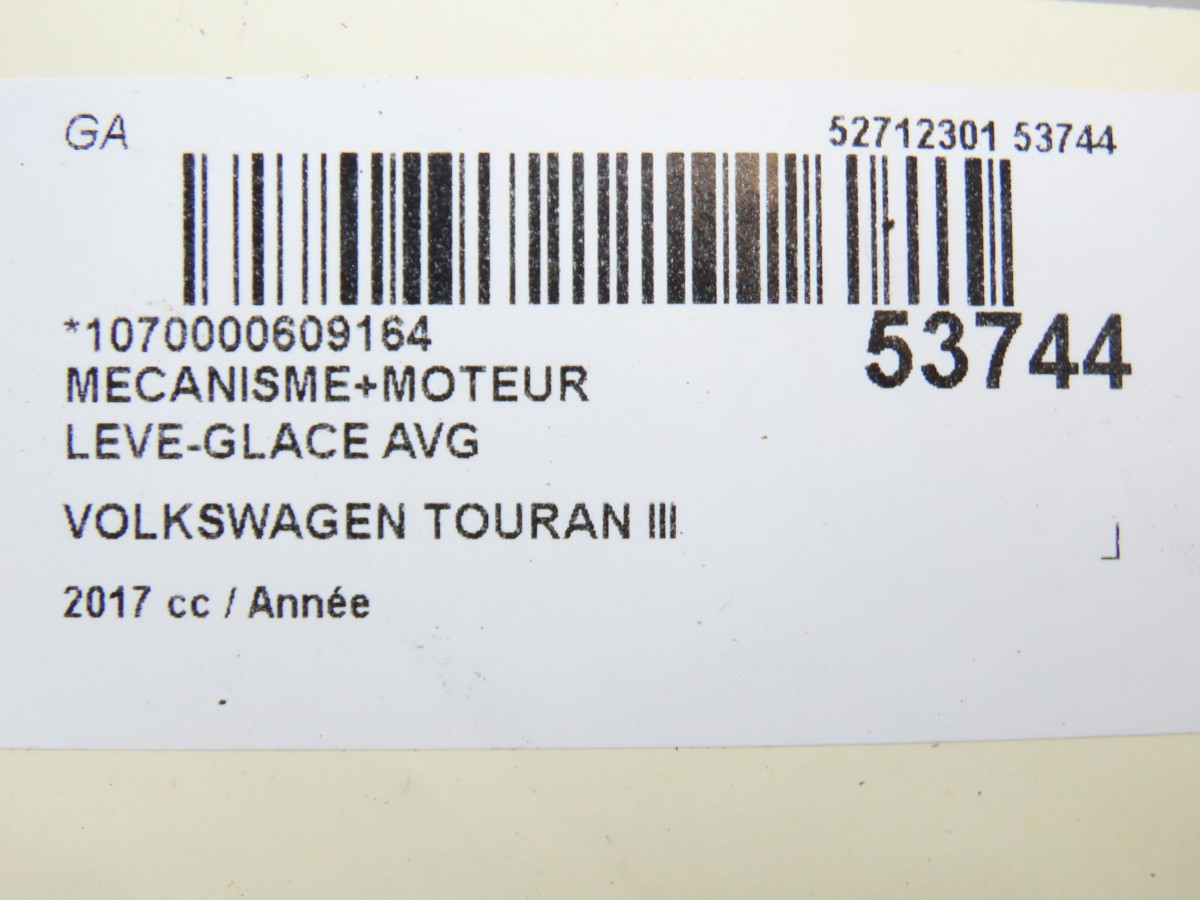 GA
52712301 53744
*1070000609164
53744
MECANISME+MOTEUR
LEVE-GLACE AVG
VOLKSWAGEN TOURAN III
2017 cc / Année